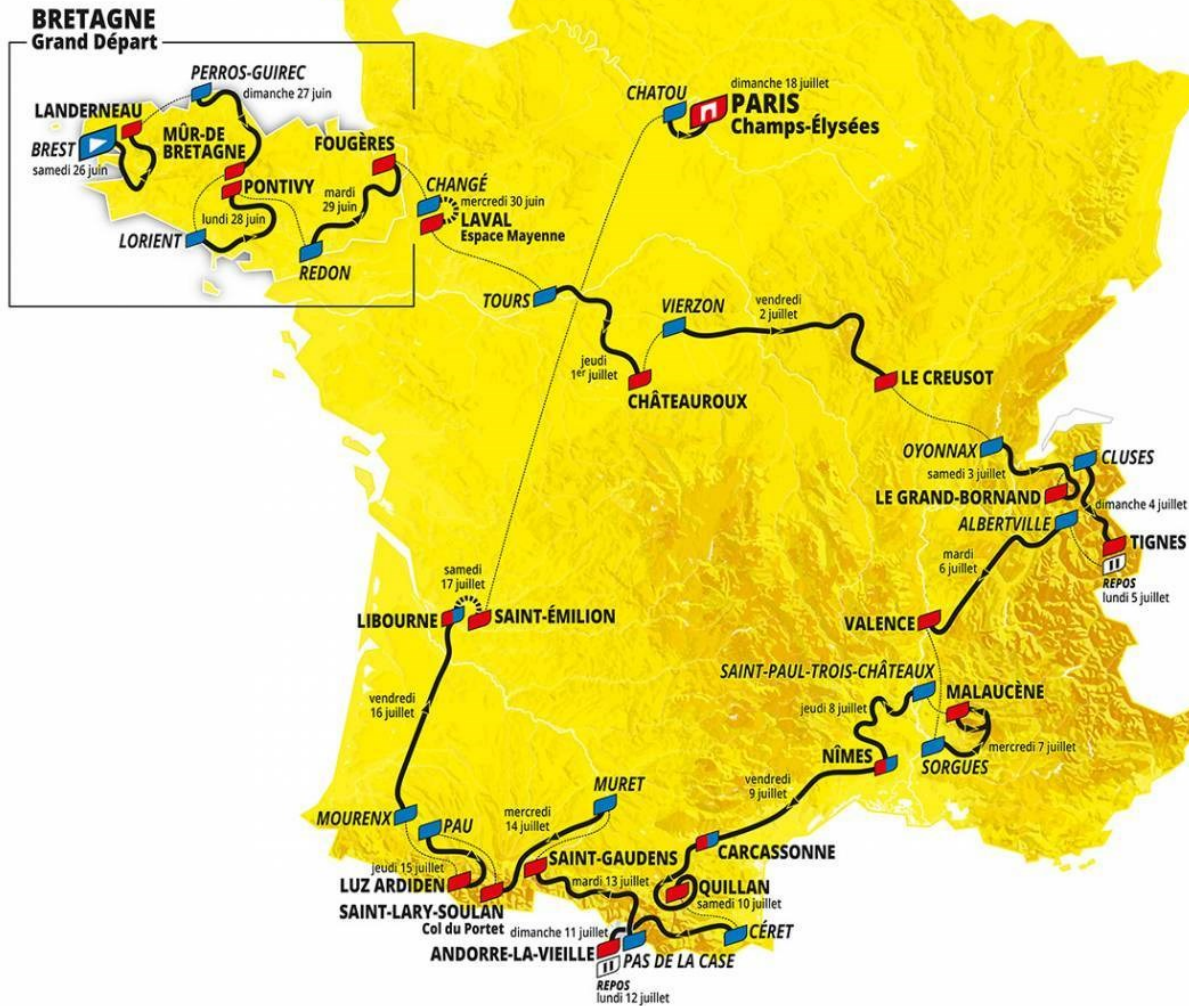 BRETAGNE
Grand Départ
PERROS-GUIREC
dimanche 27 juin
LANDERNEAU
BREST
samedi 26 juin
MÛR-DE
BRETAGNE
FOUGÈRES
PONTIVY
lundi 28 juin
mardi
29 juin
LORIENT
REDON
CHANGÉ
mercredi 30 juin
LAVAL
Espace Mayenne
CHATOU
dimanche 18 juillet
PARIS
Champs-Élysées
TOURS
jeudi
1er juillet
CHÂTEAUROUX
VIERZON
vendredi
2 juillet
LE CREUSOT
OYONNAX
samedi 3 juillet
CLUSES
LE GRAND-BORNAND
dimanche 4 juillet
ALBERTVILLE
TIGNES
REPOS
lundi 5 juillet
mardi
6 juillet
VALENCE
SAINT-PAUL-TROIS-CHÂTEAUX
jeudi 8 juillet
MALAUCÈNE
mercredi 7 juillet
SORGUES
NÎMES
vendredi
9 juillet
CARCASSONNE
QUILLAN
samedi 10 juillet
CÉRET
samedi
17 juillet
LIBOURNE
SAINT-ÉMILION
vendredi
16 juillet
MOURENX
PAU
jeudi 15 juillet
LUZ ARDIDEN
MURET
mercredi
14 juillet
SAINT-GAUDENS
mardi 13 juillet
SAINT-LARY-SOULAN
Col du Portet
dimanche 11 juillet
ANDORRE-LA-VIEILLE
PAS DE LA CASE
REPOS
lundi 12 juillet